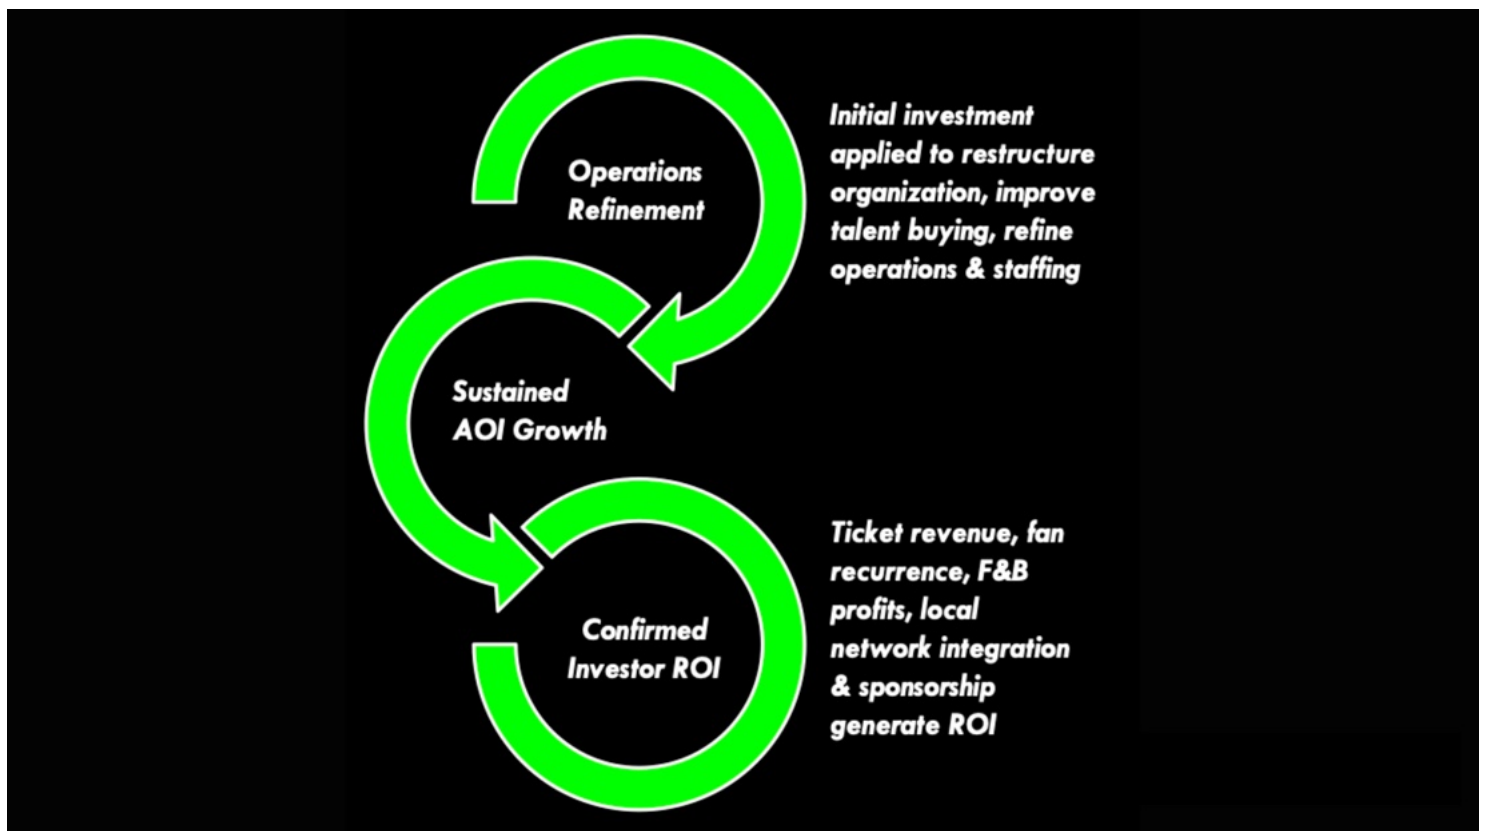 Operations
Refinement
Initial investment
applied to restructure
organization, improve
talent buying, refine
operations & staffing
Sustained
AOI Growth
Confirmed
Investor ROI
Ticket revenue, fan
recurrence, F&B
profits, local
network integration
& sponsorship
generate ROI